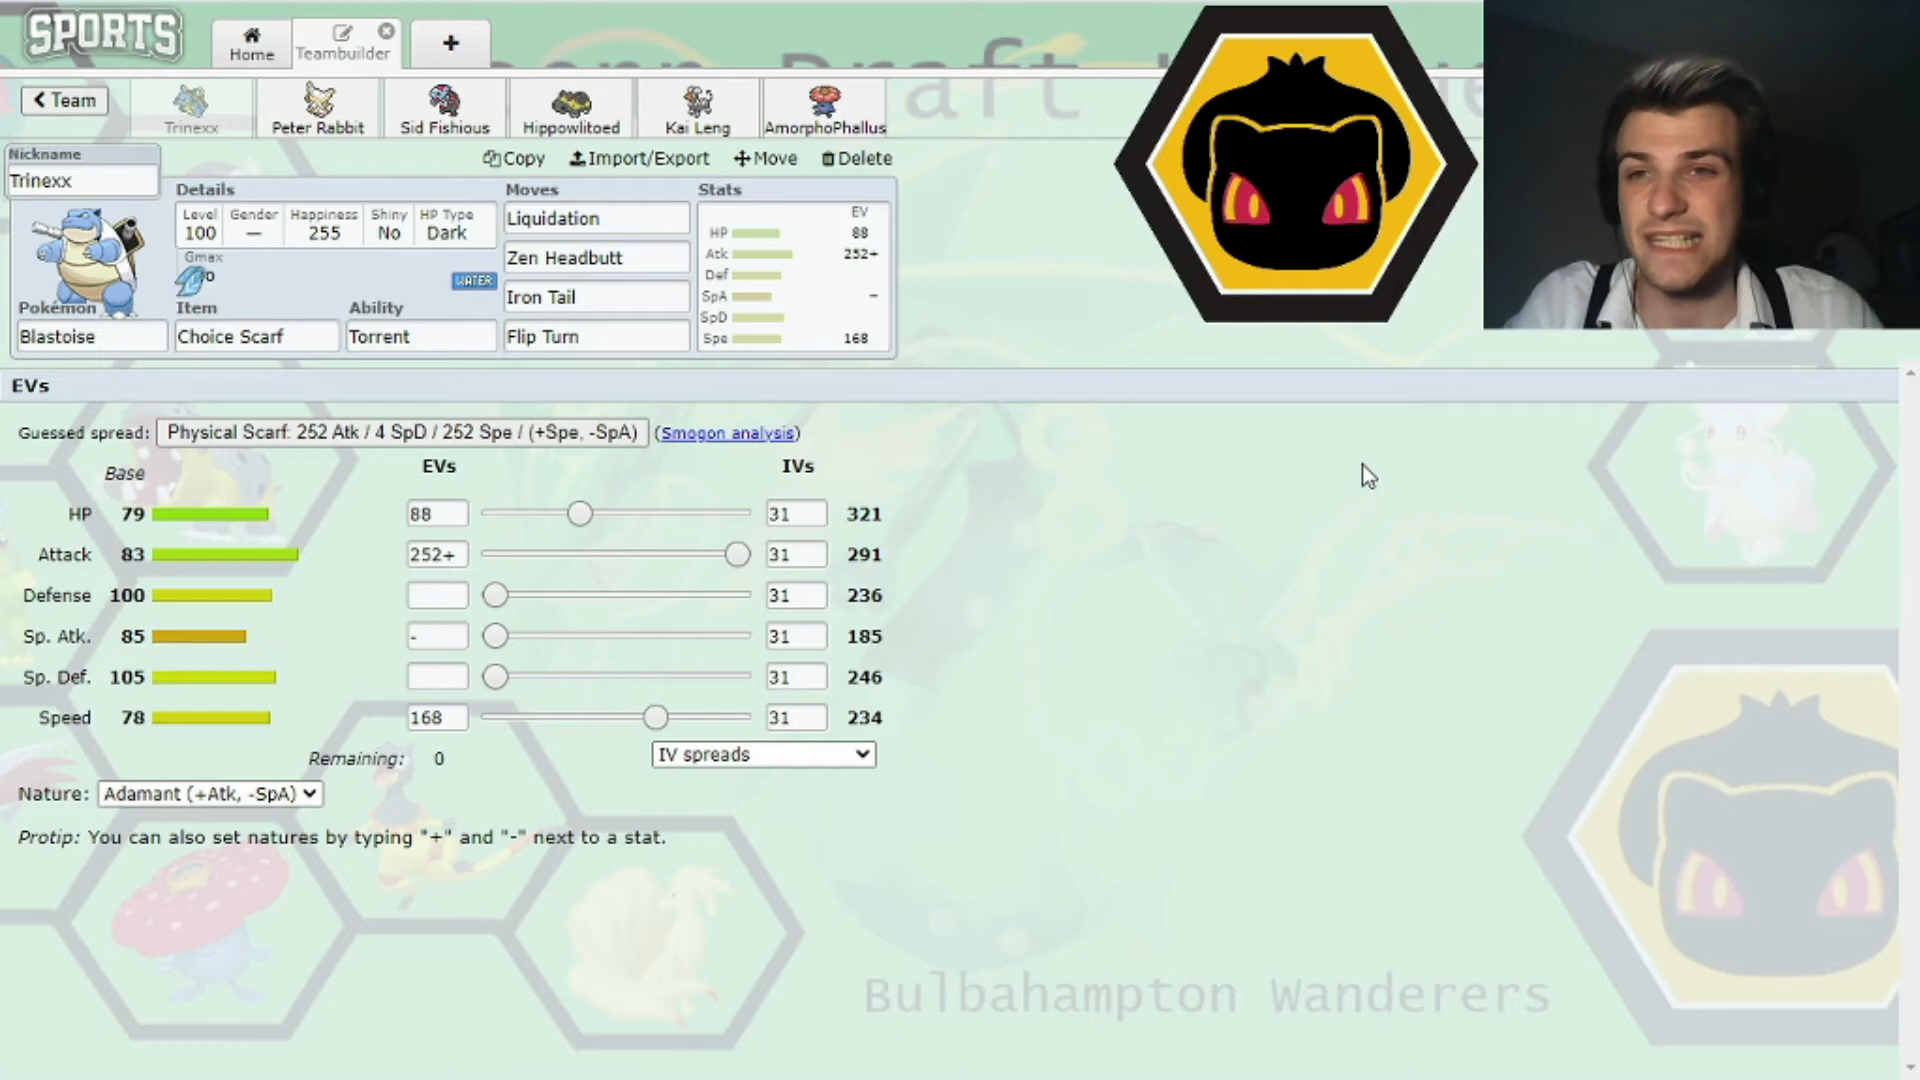 SPORTS
Home
Teambuilder
+
Draft
Team
Trinexx
Peter Rabbit
Sid Fishious
Hippowlitoed
Kai Leng
AmorphoPhallus
Copy
Import/Export
Move
Delete
Nickname
Trinexx
Details
Moves
Stats
Level
Gender
Happiness
Shiny
HP Type
100
—
255
No
Dark
Gmax
WATER
Pokémon
Item
Ability
Blastoise
Choice Scarf
Torrent
Liquidation
Zen Headbutt
Iron Tail
Flip Turn
EV
HP 88
Atk 252+
Def
SpA -
SpD
Spe 168
EVs
Guessed spread: Physical Scarf: 252 Atk / 4 SpD / 252 Spe / (+Spe, -SpA) (Smogon analysis)
Base EVs IVs
HP 79 88 31 321
Attack 83 252+ 31 291
Defense 100 31 236
Sp. Atk. 85 - 31 185
Sp. Def. 105 31 246
Speed 78 168 31 234
Remaining: 0 IV spreads
Nature: Adamant (+Atk, -SpA)
Protip: You can also set natures by typing "+" and "-" next to a stat.
Bulbahampton Wanderers